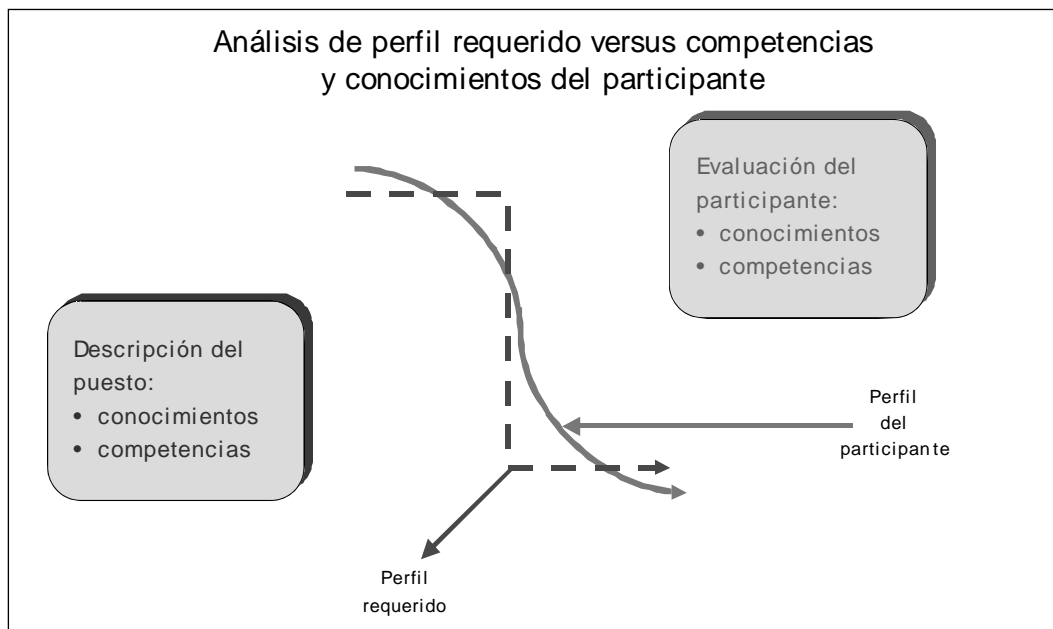 Análisis de perfil requerido versus competencias
y conocimientos del participante
Evaluación del
participante:
• conocimientos
• competencias
Descripción del
puesto:
• conocimientos
• competencias
Perfil
del
participante
Perfil
requerido